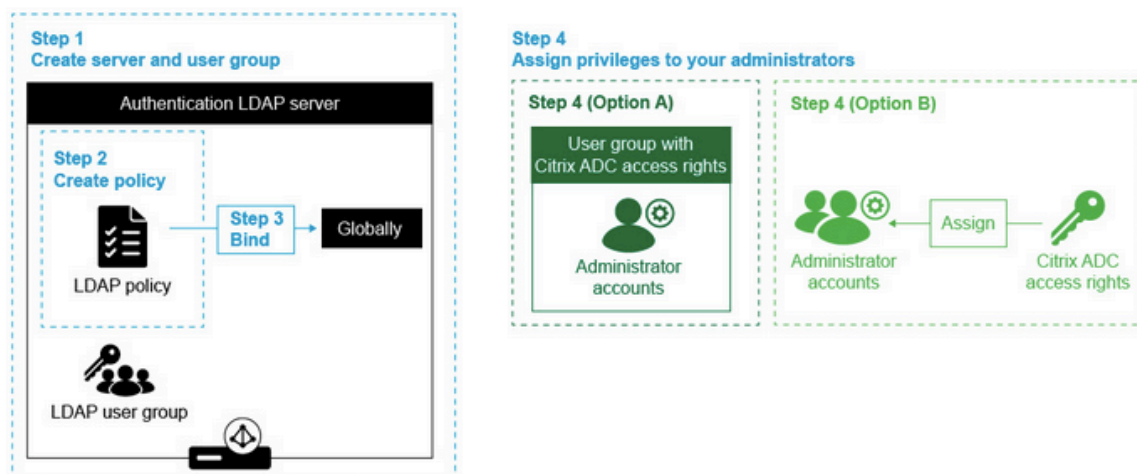 Step 1
Create server and user group
Authentication LDAP server
Step 2
Create policy
LDAP policy
Step 3
Bind
Globally
LDAP user group
Step 4
Assign privileges to your administrators
Step 4 (Option A)
User group with
Citrix ADC access rights
Administrator
accounts
Step 4 (Option B)
Administrator
accounts
Assign
Citrix ADC
access rights